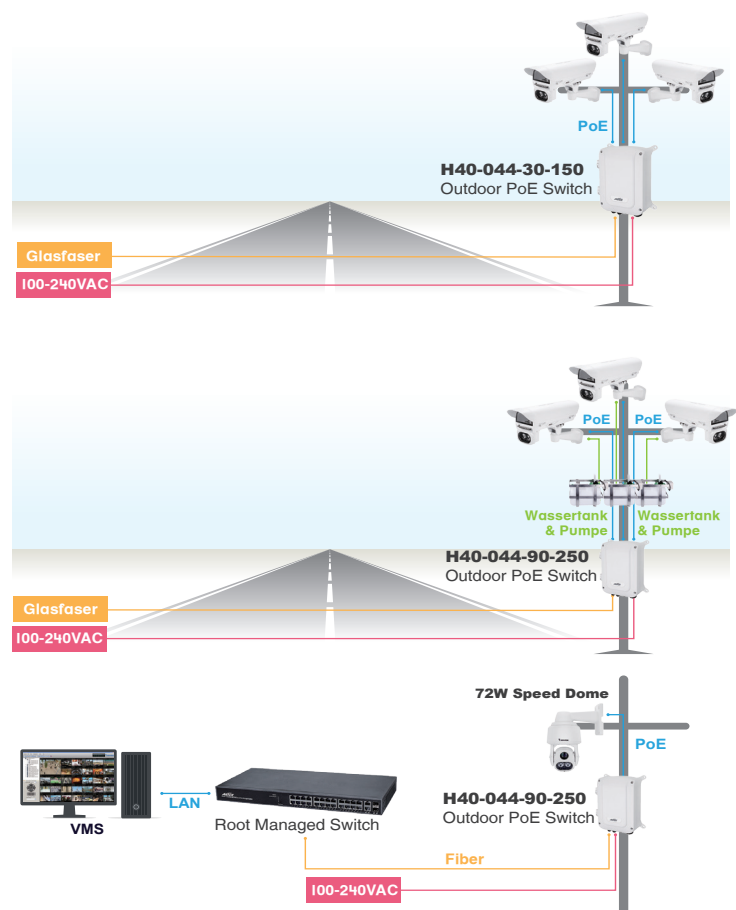 PoE
H40-044-30-150
Outdoor PoE Switch
Glasfaser
100-240VAC
PoE PoE
Wassertank
& Pumpe
Wassertank
& Pumpe
H40-044-90-250
Outdoor PoE Switch
Glasfaser
100-240VAC
72W Speed Dome
PoE
LAN
VMS
Root Managed Switch
H40-044-90-250
Outdoor PoE Switch
Fiber
100-240VAC